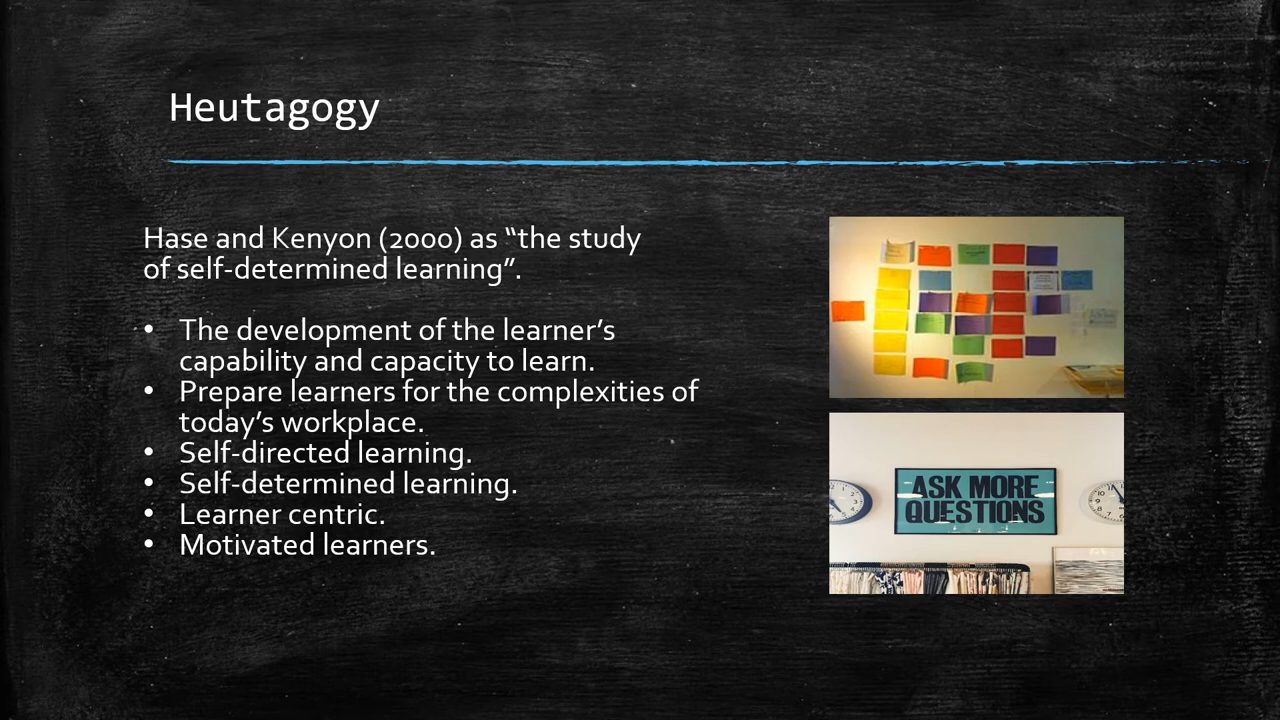 Heutagogy
Hase and Kenyon (2000) as “the study
of self-determined learning”.
• The development of the learner’s
capability and capacity to learn.
• Prepare learners for the complexities of
today’s workplace.
• Self-directed learning.
• Self-determined learning.
• Learner centric.
• Motivated learners.
ASK MORE
QUESTIONS